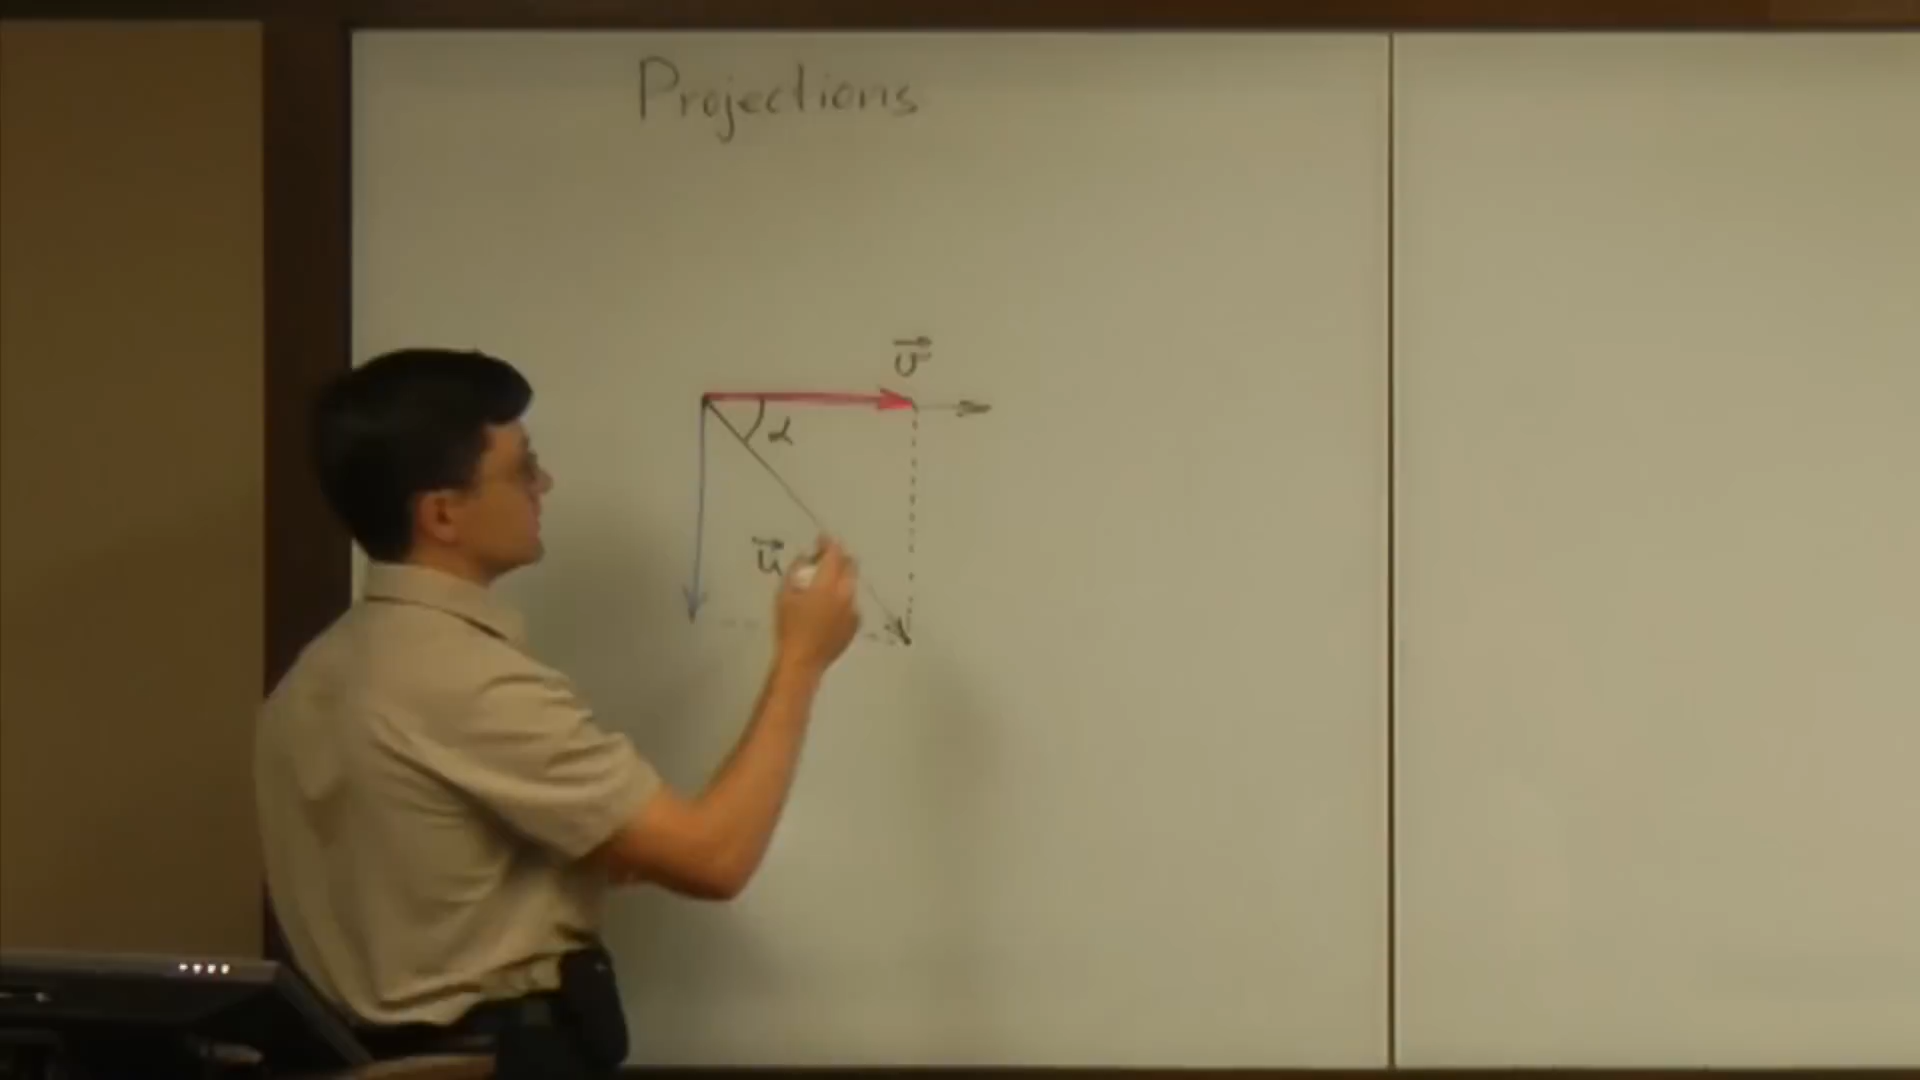 Projections
v⃗
α
u⃗